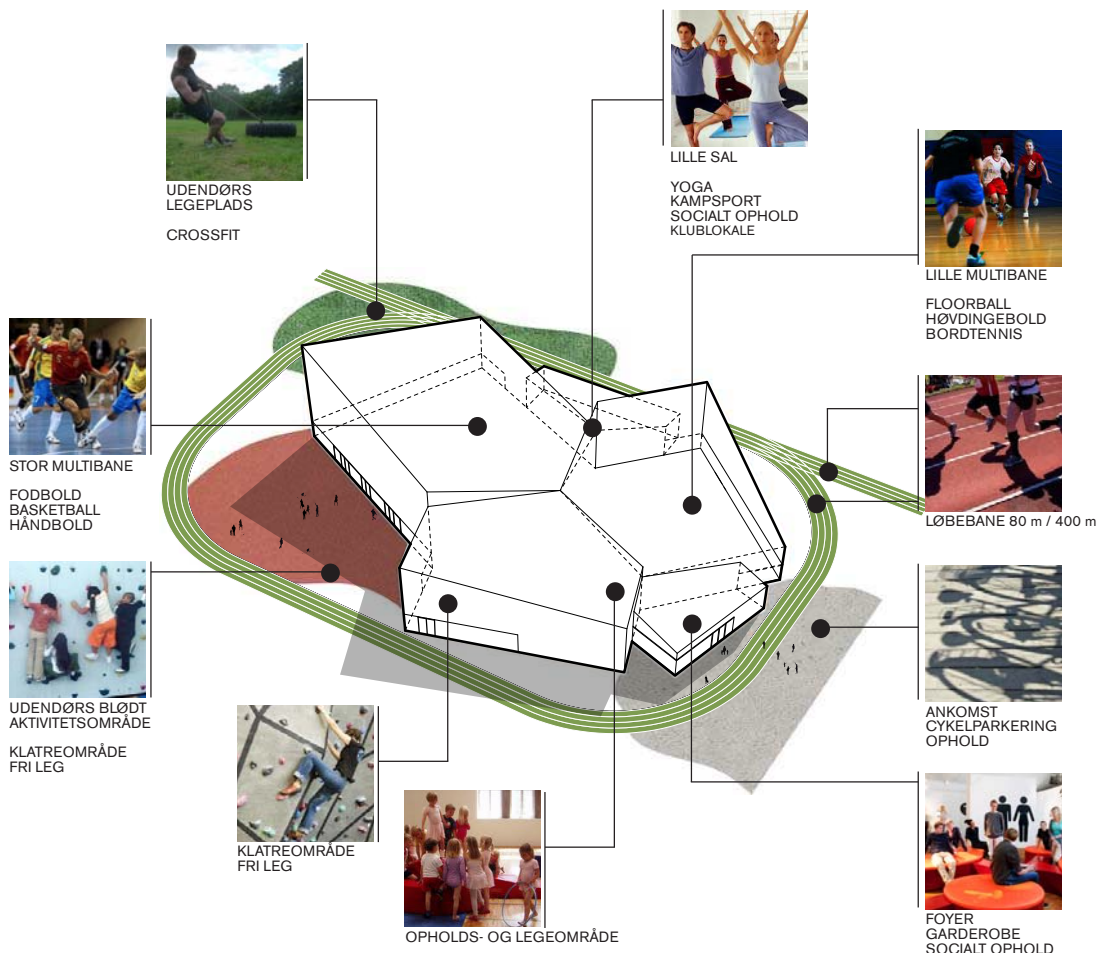 UDENDØRS
LEGEPLADS
CROSSFIT
LILLE SAL
YOGA
KAMPSPORT
SOCIALT OPHOLD
KLUBLOKALE
LILLE MULTIBANE
FLOORBALL
HØVDINGEBOLD
BORDTENNIS
STOR MULTIBANE
FODBOLD
BASKETBALL
HÅNDBOLD
LØBEBANE 80 m / 400 m
UDENDØRS BLØDT
AKTIVITETSOMRÅDE
KLATREOMRÅDE
FRI LEG
ANKOMST
CYKELPARKERING
OPHOLD
KLATREOMRÅDE
FRI LEG
OPHOLDS- OG LEGEOMRÅDE
FOYER
GARDEROBE
SOCIALT OPHOLD